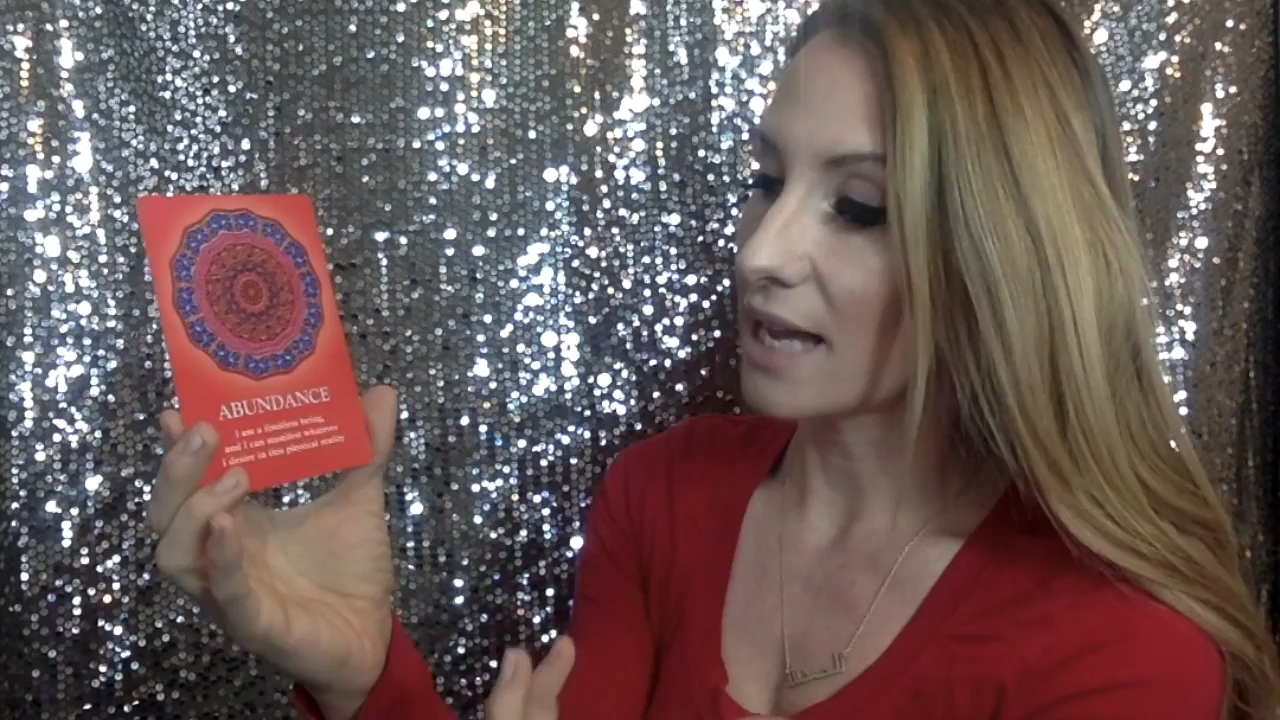 ABUNDANCE
I am a limitless being,
and I can manifest whatever
I desire in this physical reality